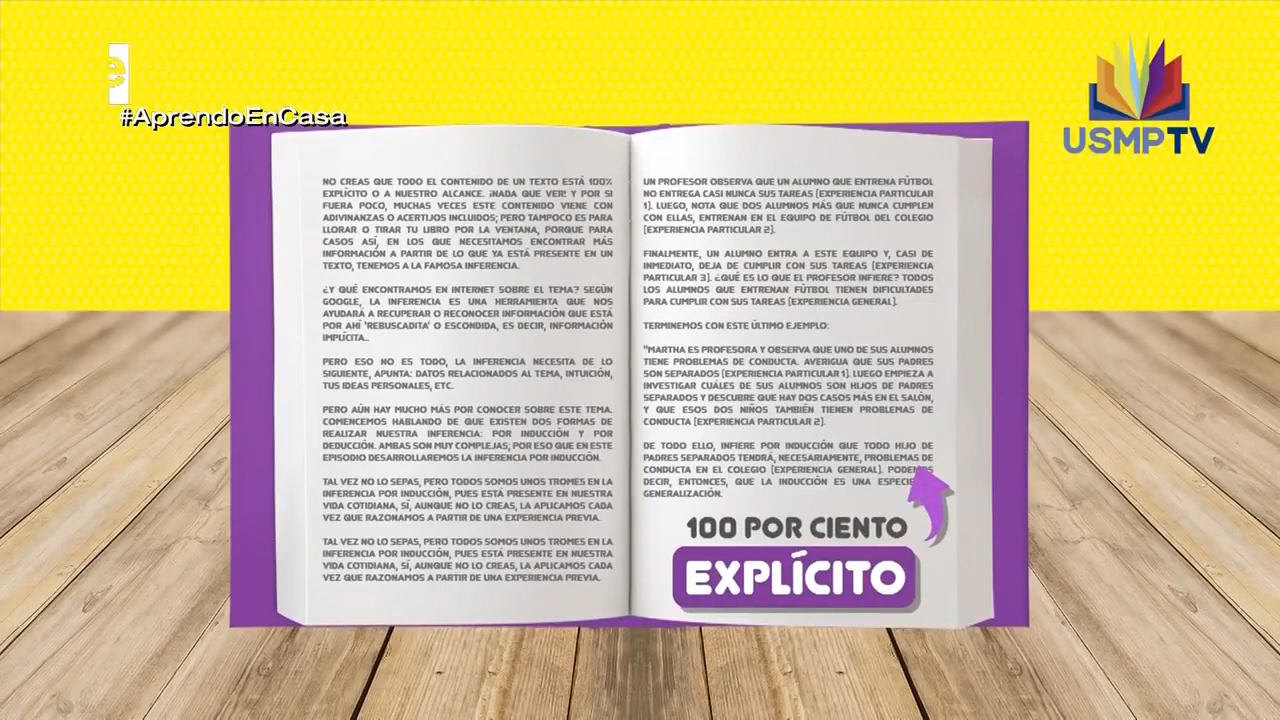 e
#AprendoEnCasa
USMPTV
NO CREAS QUE TODO EL CONTENIDO DE UN TEXTO ESTÁ 100%
EXPLÍCITO O A NUESTRO ALCANCE. ¡NADA QUE VER! Y POR SI
FUERA POCO, MUCHAS VECES ESTE CONTENIDO VIENE CON
ADIVINANZAS O ACERTIJOS INCLUIDOS; PERO TAMPOCO ES PARA
LLORAR O TIRAR TU LIBRO POR LA VENTANA, PORQUE PARA
CASOS ASÍ, EN LOS QUE NECESITAMOS ENCONTRAR MÁS
INFORMACIÓN A PARTIR DE LO QUE YA ESTÁ PRESENTE EN UN
TEXTO, TENEMOS A LA FAMOSA INFERENCIA.
¿Y QUÉ ENCONTRAMOS EN INTERNET SOBRE EL TEMA? SEGÚN
GOOGLE, LA INFERENCIA ES UNA HERRAMIENTA QUE NOS
AYUDARÁ A RECUPERAR O RECONOCER INFORMACIÓN QUE ESTÁ
POR AHÍ 'REBUSCADITA' O ESCONDIDA, ES DECIR, INFORMACIÓN
IMPLÍCITA..
PERO ESO NO ES TODO, LA INFERENCIA NECESITA DE LO
SIGUIENTE, APUNTA: DATOS RELACIONADOS AL TEMA, INTUICIÓN,
TUS IDEAS PERSONALES, ETC.
PERO AÚN HAY MUCHO MÁS POR CONOCER SOBRE ESTE TEMA.
COMENCEMOS HABLANDO DE QUE EXISTEN DOS FORMAS DE
REALIZAR NUESTRA INFERENCIA: POR INDUCCIÓN Y POR
DEDUCCIÓN. AMBAS SON MUY COMPLEJAS; POR ESO QUE EN ESTE
EPISODIO DESARROLLAREMOS LA INFERENCIA POR INDUCCIÓN.
TAL VEZ NO LO SEPAS, PERO TODOS SOMOS UNOS TROMES EN LA
INFERENCIA POR INDUCCIÓN, PUES ESTÁ PRESENTE EN NUESTRA
VIDA COTIDIANA, SÍ, AUNQUE NO LO CREAS, LA APLICAMOS CADA
VEZ QUE RAZONAMOS A PARTIR DE UNA EXPERIENCIA PREVIA.
TAL VEZ NO LO SEPAS, PERO TODOS SOMOS UNOS TROMES EN LA
INFERENCIA POR INDUCCIÓN, PUES ESTÁ PRESENTE EN NUESTRA
VIDA COTIDIANA, SÍ, AUNQUE NO LO CREAS, LA APLICAMOS CADA
VEZ QUE RAZONAMOS A PARTIR DE UNA EXPERIENCIA PREVIA.
UN PROFESOR OBSERVA QUE UN ALUMNO QUE ENTRENA FÚTBOL
NO ENTREGA CASI NUNCA SUS TAREAS (EXPERIENCIA PARTICULAR
1). LUEGO, NOTA QUE DOS ALUMNOS MÁS QUE NUNCA CUMPLEN
CON ELLAS, ENTRENAN EN EL EQUIPO DE FÚTBOL DEL COLEGIO
(EXPERIENCIA PARTICULAR 2).
FINALMENTE, UN ALUMNO ENTRA A ESTE EQUIPO Y, CASI DE
INMEDIATO, DEJA DE CUMPLIR CON SUS TAREAS (EXPERIENCIA
PARTICULAR 3). ¿QUÉ ES LO QUE EL PROFESOR INFIERE? TODOS
LOS ALUMNOS QUE ENTRENAN FÚTBOL TIENEN DIFICULTADES
PARA CUMPLIR CON SUS TAREAS (EXPERIENCIA GENERAL).
TERMINEMOS CON ESTE ÚLTIMO EJEMPLO:
"MARTHA ES PROFESORA Y OBSERVA QUE UNO DE SUS ALUMNOS
TIENE PROBLEMAS DE CONDUCTA. AVERIGUA QUE SUS PADRES
SON SEPARADOS (EXPERIENCIA PARTICULAR 1). LUEGO EMPIEZA A
INVESTIGAR CUÁLES DE SUS ALUMNOS SON HIJOS DE PADRES
SEPARADOS Y DESCUBRE QUE HAY DOS CASOS MÁS EN EL SALÓN,
Y QUE ESOS DOS NIÑOS TAMBIÉN TIENEN PROBLEMAS DE
CONDUCTA (EXPERIENCIA PARTICULAR 2).
DE TODO ELLO, INFIERE POR INDUCCIÓN QUE TODO HIJO DE
PADRES SEPARADOS TENDRÁ, NECESARIAMENTE, PROBLEMAS DE
CONDUCTA EN EL COLEGIO (EXPERIENCIA GENERAL). PODEMOS
DECIR, ENTONCES, QUE LA INDUCCIÓN ES UNA ESPECIE
GENERALIZACIÓN.
100 POR CIENTO
EXPLÍCITO